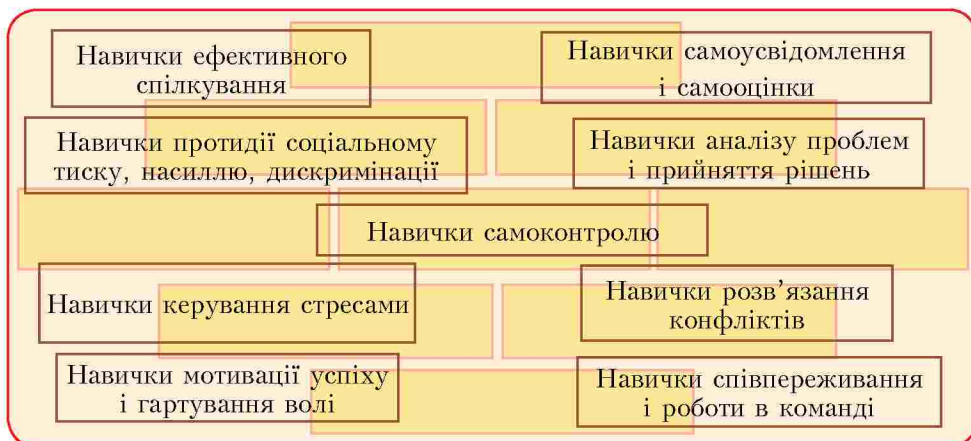 Навички ефективного
спілкування
Навички самоусвідомлення
і самооцінки
Навички протидії соціальному
тиску, насиллю, дискримінації
Навички аналізу проблем
і прийняття рішень
Навички самоконтролю
Навички керування стресами
Навички розв’язання
конфліктів
Навички мотивації успіху
і гартування волі
Навички співпереживання
і роботи в команді